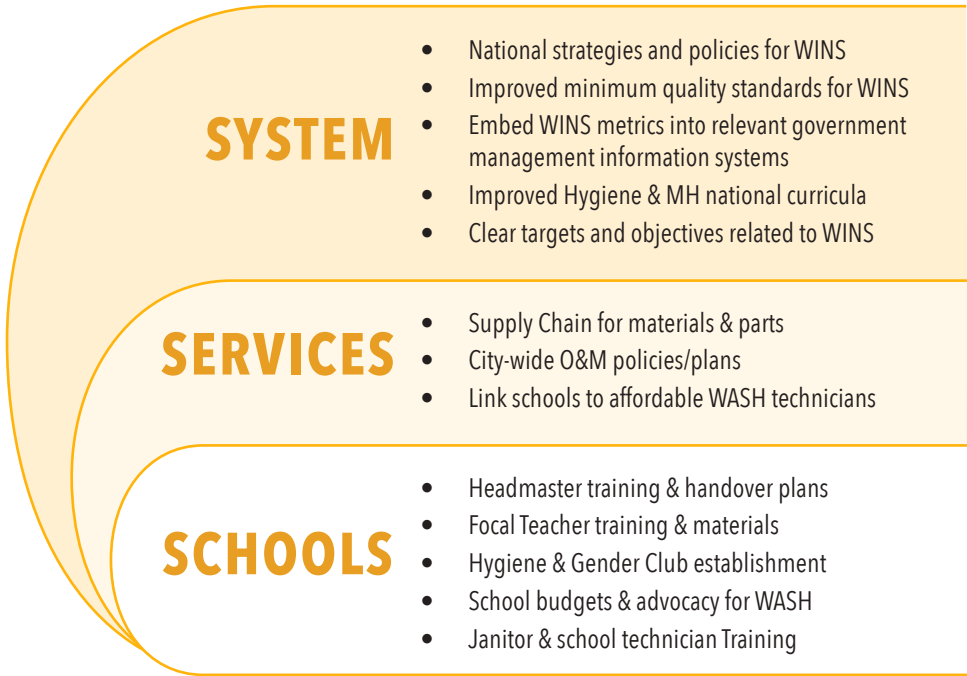 SYSTEM
• National strategies and policies for WINS
• Improved minimum quality standards for WINS
• Embed WINS metrics into relevant government
management information systems
• Improved Hygiene & MH national curricula
• Clear targets and objectives related to WINS
SERVICES
• Supply Chain for materials & parts
• City-wide O&M policies/plans
• Link schools to affordable WASH technicians
SCHOOLS
• Headmaster training & handover plans
• Focal Teacher training & materials
• Hygiene & Gender Club establishment
• School budgets & advocacy for WASH
• Janitor & school technician Training